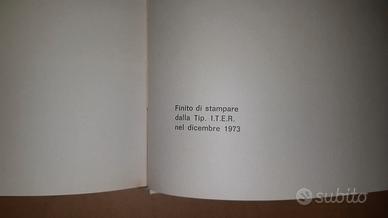 Finito di stampare
dalla Tip. I.T.E.R.
nel dicembre 1973
subito